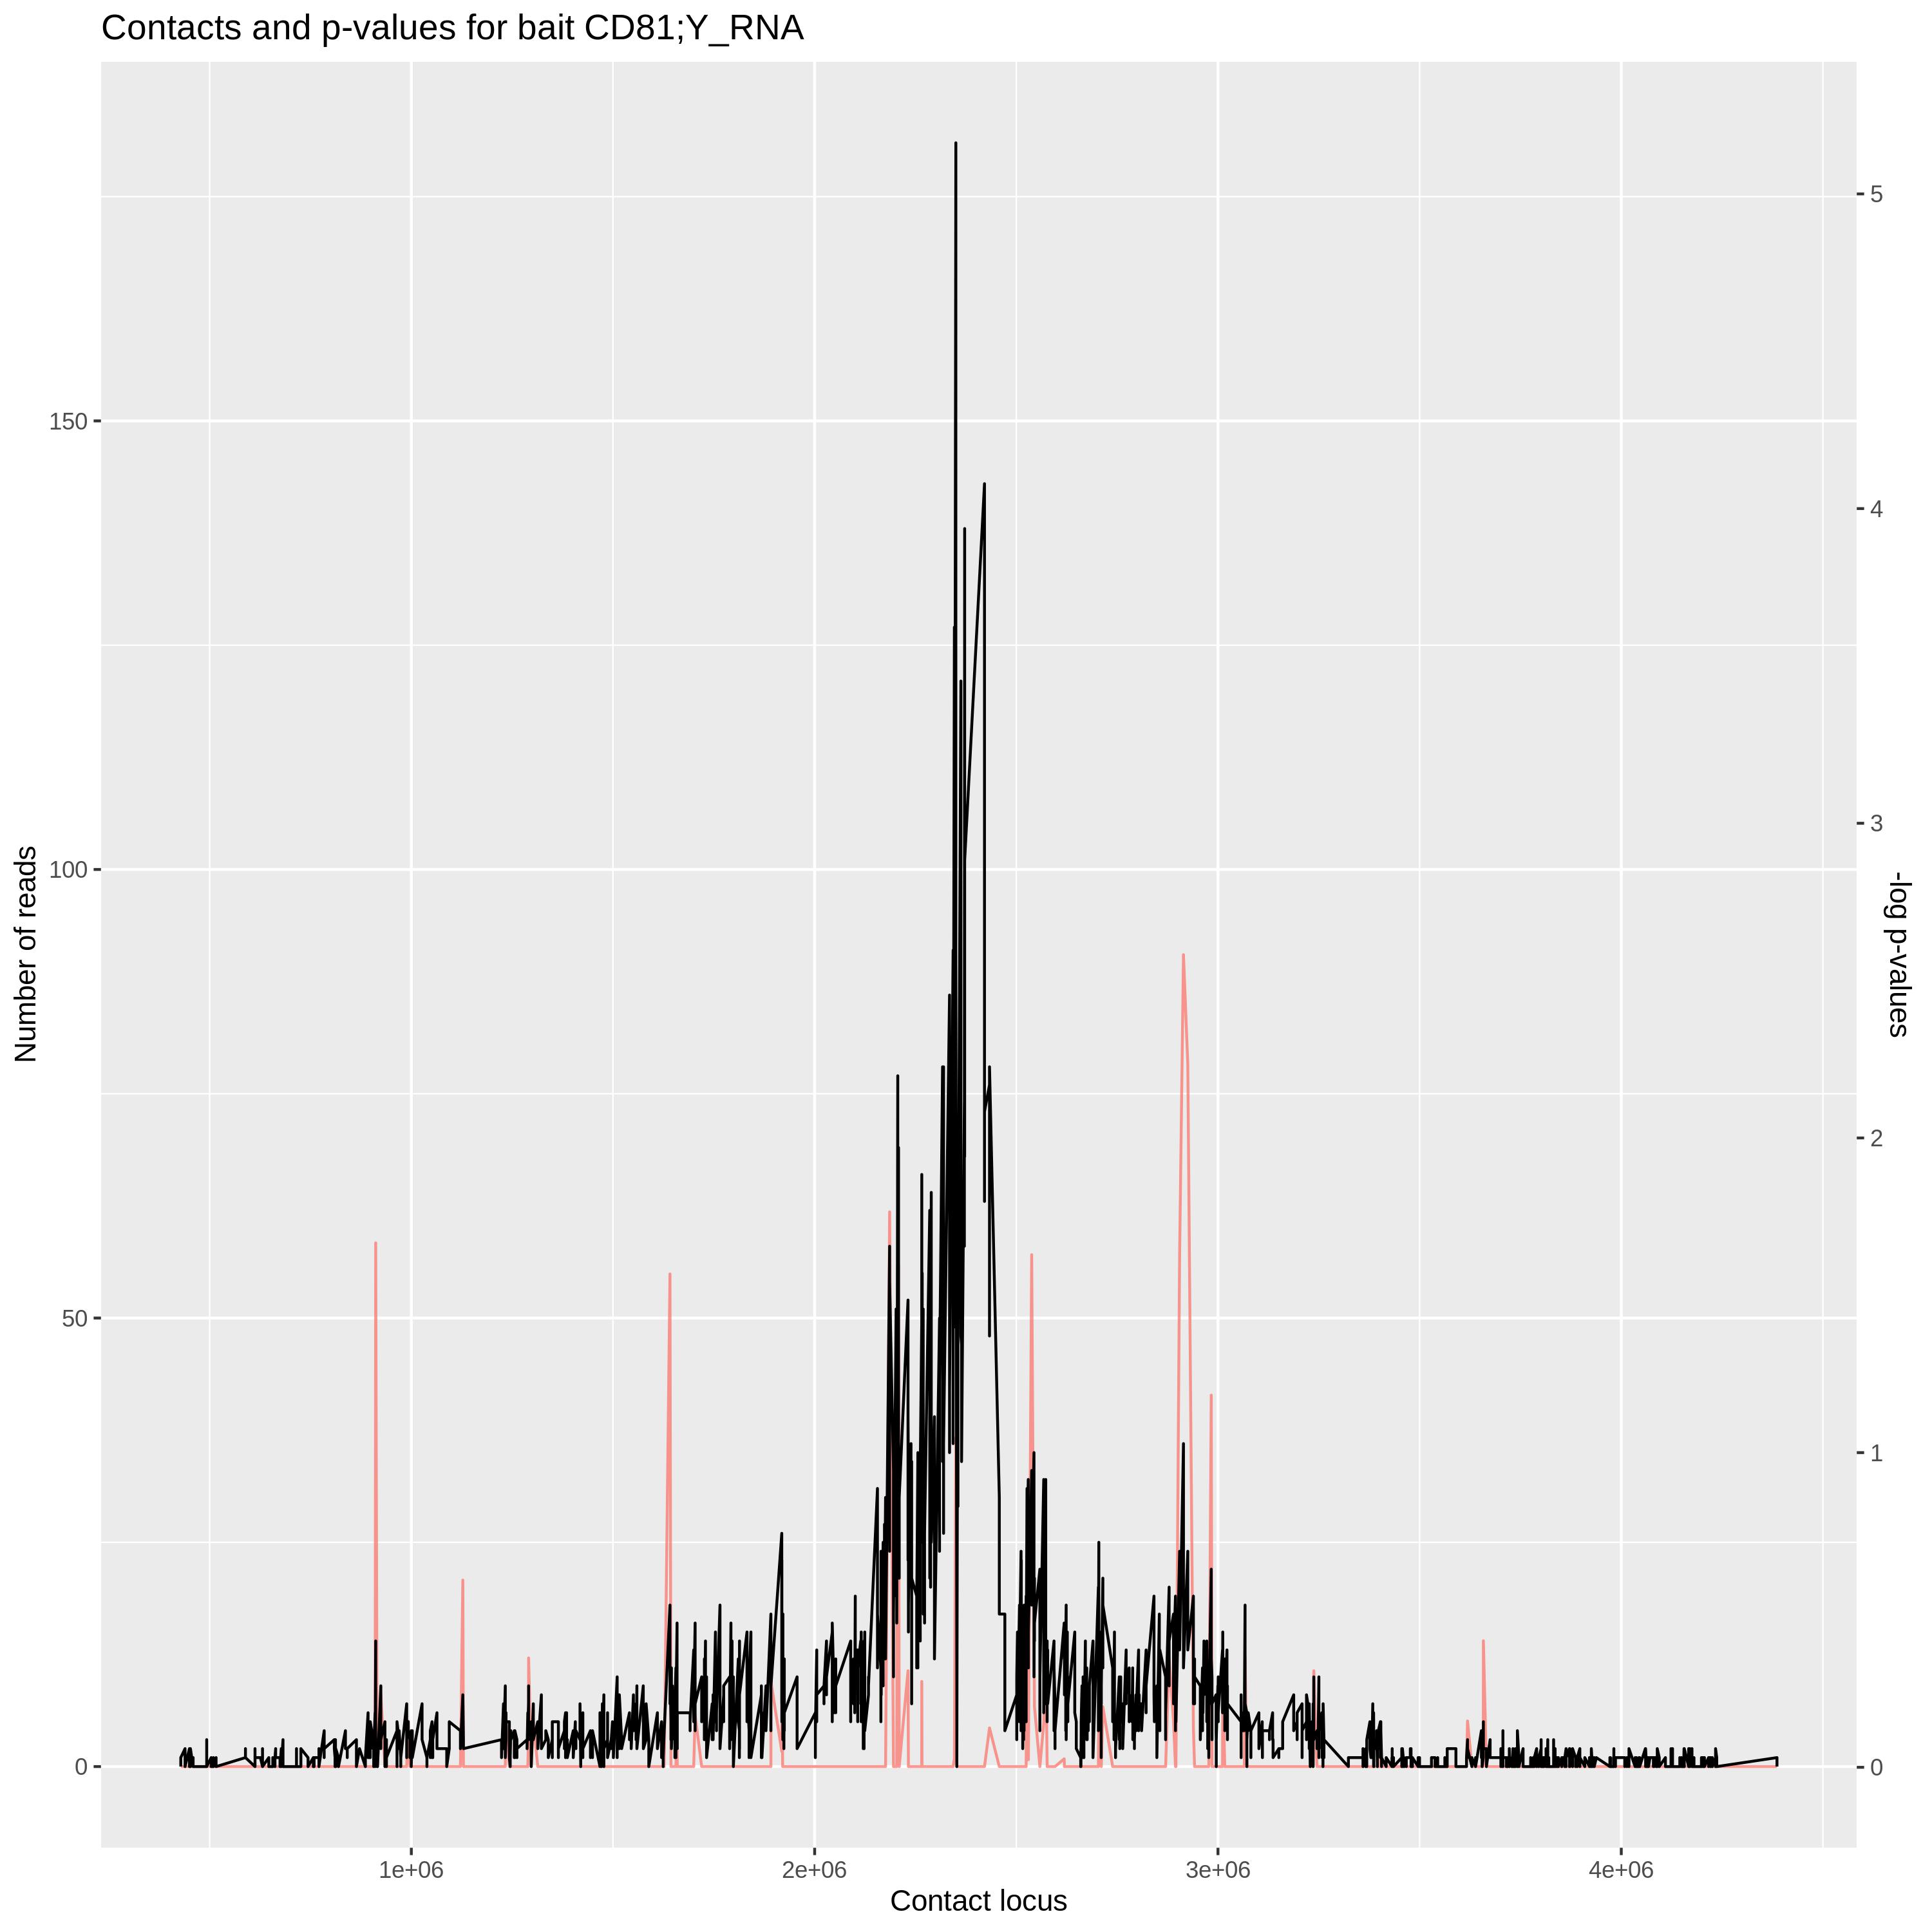 Contacts and p-values for bait CD81;Y_RNA
Number of reads
150
100
50
0
5
4
3
2
1
0
-log p-values
1e+06
2e+06
3e+06
4e+06
Contact locus